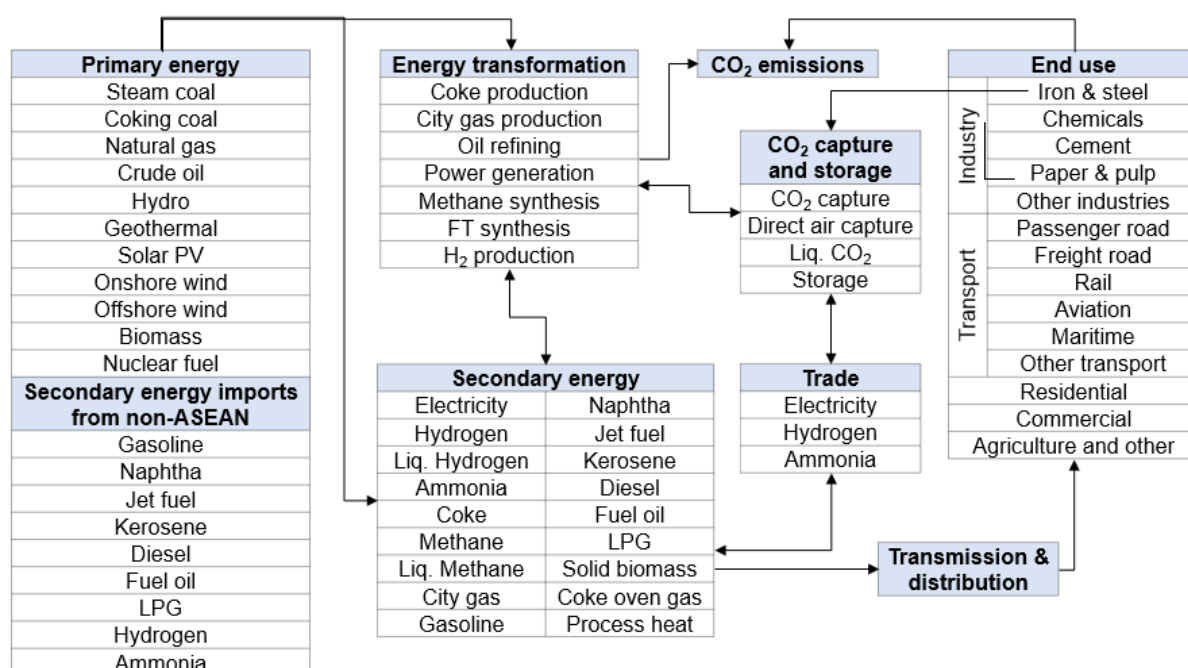 Primary energy
Steam coal
Coking coal
Natural gas
Crude oil
Hydro
Geothermal
Solar PV
Onshore wind
Offshore wind
Biomass
Nuclear fuel
Secondary energy imports
from non-ASEAN
Gasoline
Naphtha
Jet fuel
Kerosene
Diesel
Fuel oil
LPG
Hydrogen
Ammonia
Energy transformation
Coke production
City gas production
Oil refining
Power generation
Methane synthesis
FT synthesis
H₂ production
Secondary energy
Electricity
Hydrogen
Liq. Hydrogen
Ammonia
Coke
Methane
Liq. Methane
City gas
Gasoline
Naphtha
Jet fuel
Kerosene
Diesel
Fuel oil
LPG
Solid biomass
Coke oven gas
Process heat
CO₂ emissions
CO₂ capture
and storage
CO₂ capture
Direct air capture
Liq. CO₂
Storage
Trade
Electricity
Hydrogen
Ammonia
Transmission &
distribution
End use
Industry
Iron & steel
Chemicals
Cement
Paper & pulp
Other industries
Transport
Passenger road
Freight road
Rail
Aviation
Maritime
Other transport
Residential
Commercial
Agriculture and other